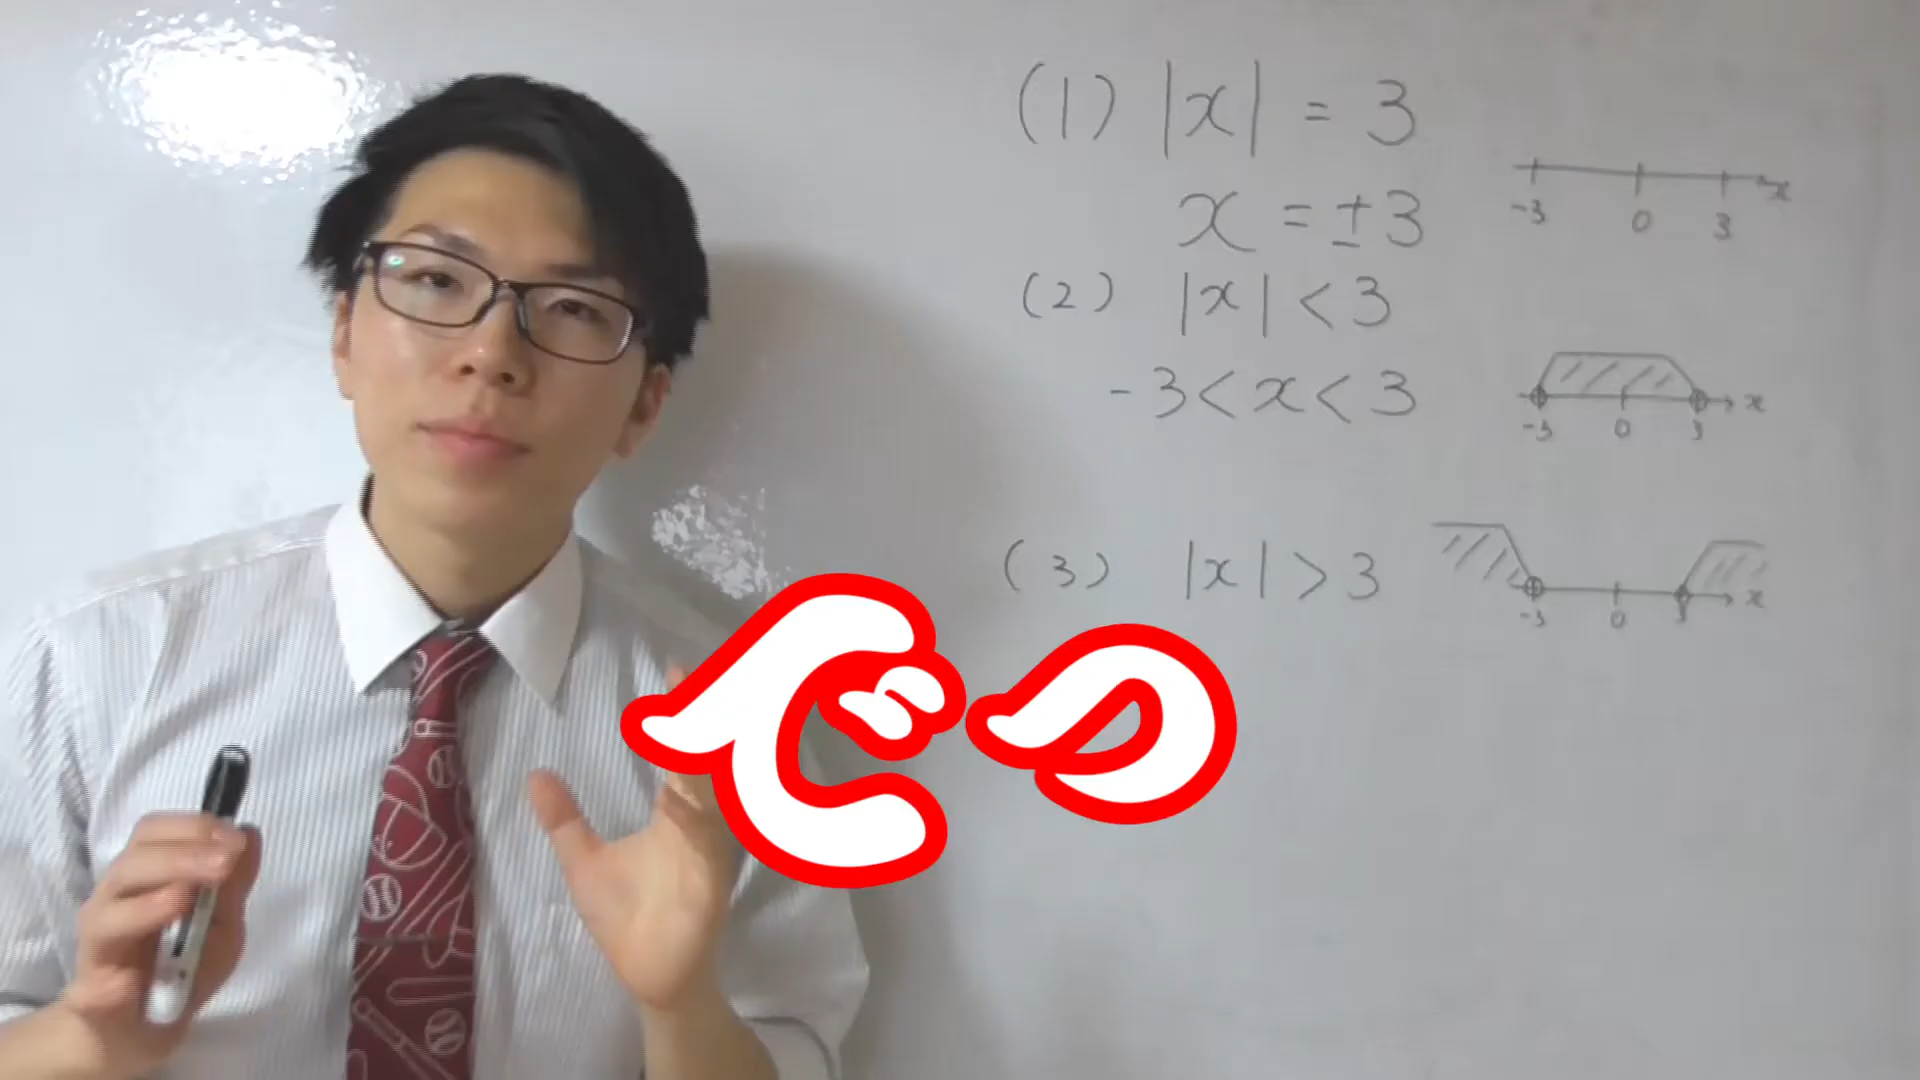 (1) |x| = 3
x = ±3
-3 0 3 x
(2) |x| < 3
-3 < x < 3
-3 0 3 x
(3) |x| > 3
-3 0 3 x
でっ